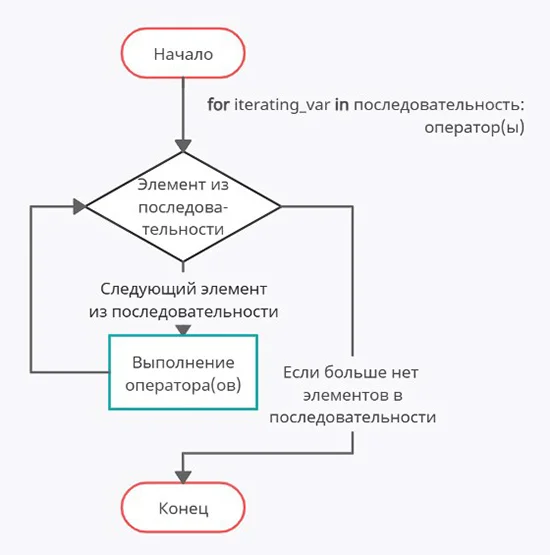 Начало
for iterating_var in последовательность:
оператор(ы)
Элемент из
последова-
тельности
Следующий элемент
из последовательности
Выполнение
оператора(ов)
Если больше нет
элементов в
последовательности
Конец